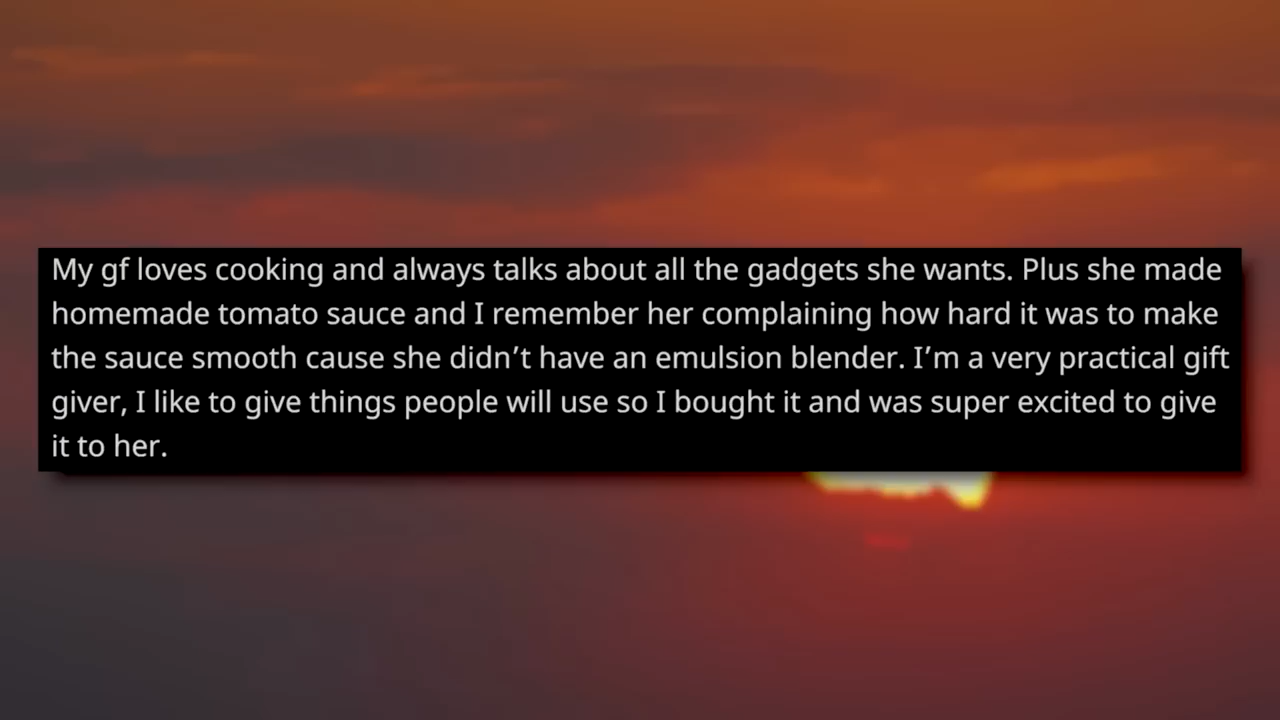 My gf loves cooking and always talks about all the gadgets she wants. Plus she made
homemade tomato sauce and I remember her complaining how hard it was to make
the sauce smooth cause she didn’t have an emulsion blender. I’m a very practical gift
giver, I like to give things people will use so I bought it and was super excited to give
it to her.